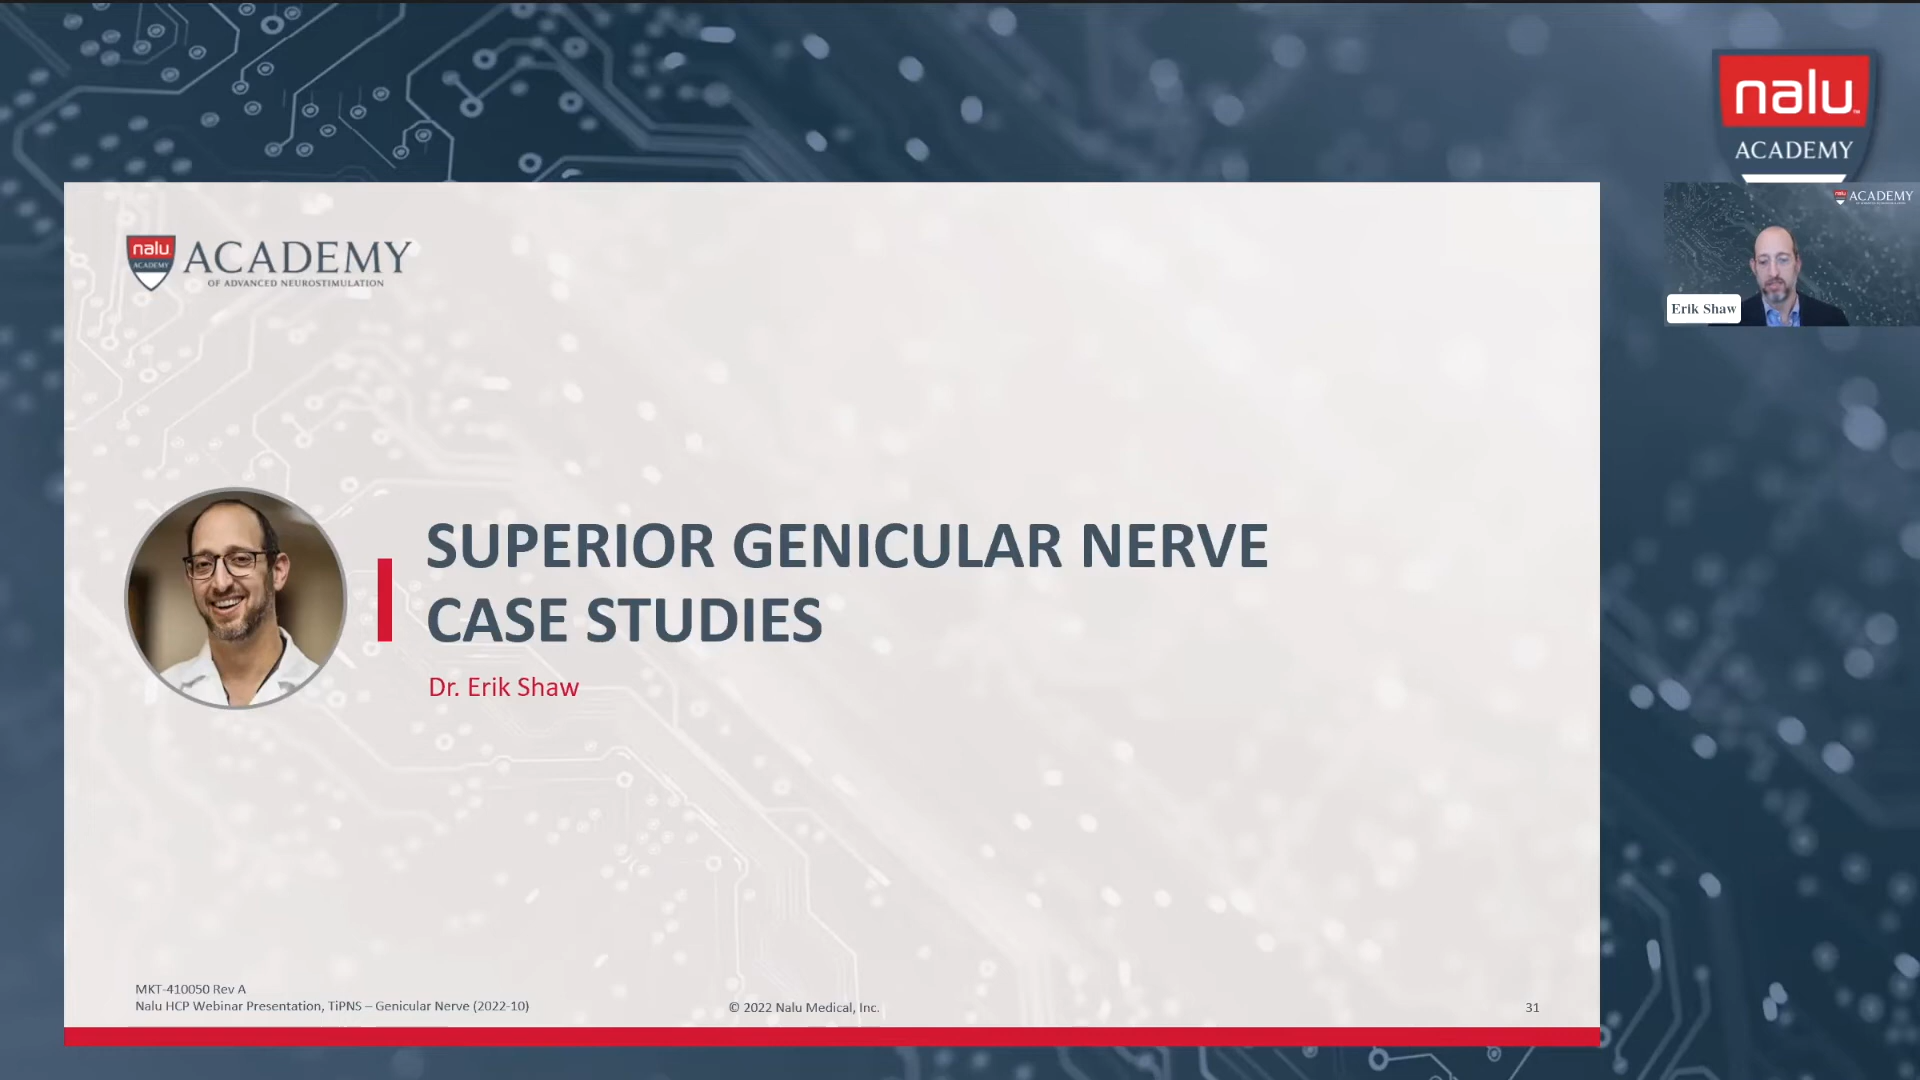 nalu
ACADEMY
ACADEMY
Erik Shaw
nalu
ACADEMY
ACADEMY
OF ADVANCED NEUROSTIMULATION
SUPERIOR GENICULAR NERVE
CASE STUDIES
Dr. Erik Shaw
MKT-410050 Rev A
Nalu HCP Webinar Presentation, TiPNS – Genicular Nerve (2022-10)
© 2022 Nalu Medical, Inc.
31